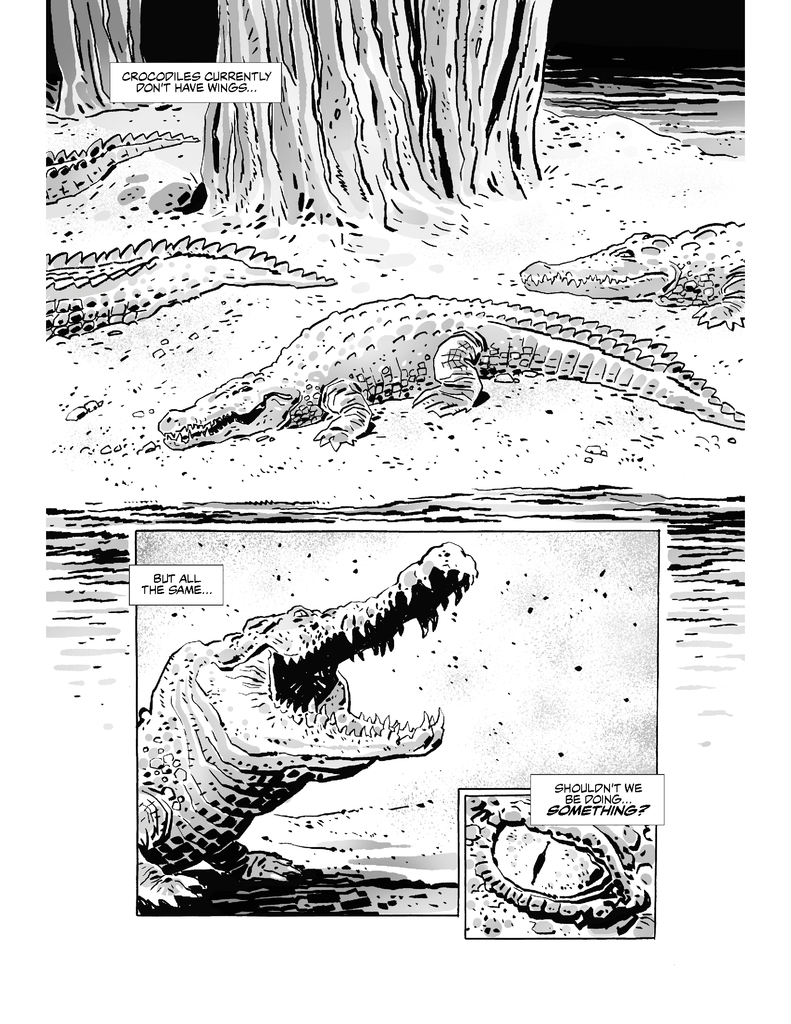 CROCODILES CURRENTLY
DON'T HAVE WINGS...
BUT ALL
THE SAME...
SHOULDN'T WE
BE DOING...
SOMETHING?